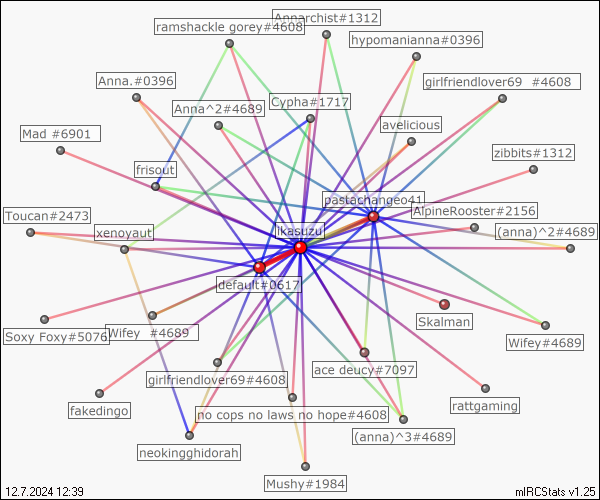 Annarchist#1312
ramshackle gorey#4608
hypomanianna#0396
Anna.#0396
girlfriendlover69 #4608
Cypha#1717
Anna^2#4689
avelicious
Mad #6901
zibbits#1312
frisout
pastachangeo41
Toucan#2473
AlpineRooster#2156
xenoyaut
Ikasuzu
(anna)^2#4689
default#0617
Skalman
Soxy Foxy#5076
Wifey #4689
Wifey#4689
ace deucy#7097
girlfriendlover69#4608
rattgaming
fakedingo
no cops no laws no hope#4608
(anna)^3#4689
neokingghidorah
Mushy#1984
12.7.2024 12:39
mIRCStats v1.25